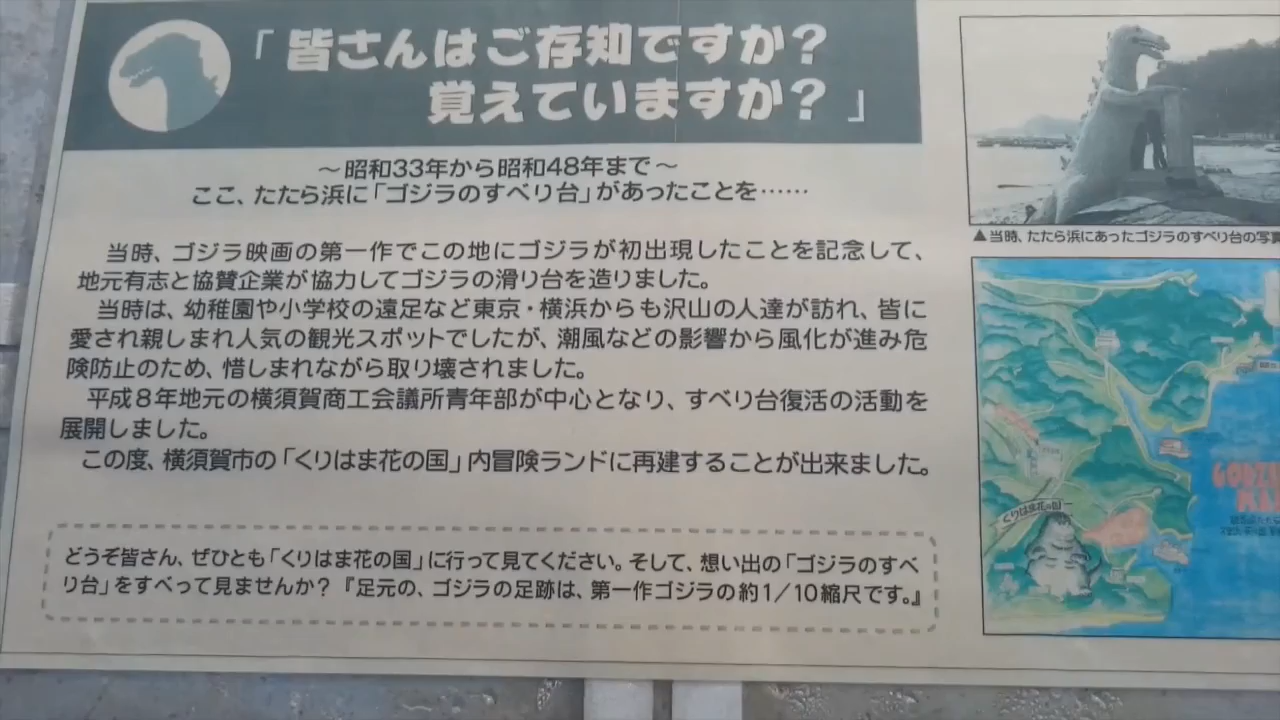 「皆さんはご存知ですか？
覚えていますか？」
～昭和33年から昭和48年まで～
ここ、たたら浜に「ゴジラのすべり台」があったことを……
当時、ゴジラ映画の第一作でこの地にゴジラが初出現したことを記念して、
地元有志と協賛企業が協力してゴジラの滑り台を造りました。
当時は、幼稚園や小学校の遠足など東京・横浜からも沢山の人達が訪れ、皆に
愛され親しまれ人気の観光スポットでしたが、潮風などの影響から風化が進み危
険防止のため、惜しまれながら取り壊されました。
平成８年地元の横須賀商工会議所青年部が中心となり、すべり台復活の活動を
展開しました。
この度、横須賀市の「くりはま花の国」内冒険ランドに再建することが出来ました。
どうぞ皆さん、ぜひとも「くりはま花の国」に行って見てください。そして、想い出の「ゴジラのすべ
り台」をすべって見ませんか？『足元の、ゴジラの足跡は、第一作ゴジラの約1／10縮尺です。』
▲当時、たたら浜にあったゴジラのすべり台の写真
くりはま花の国